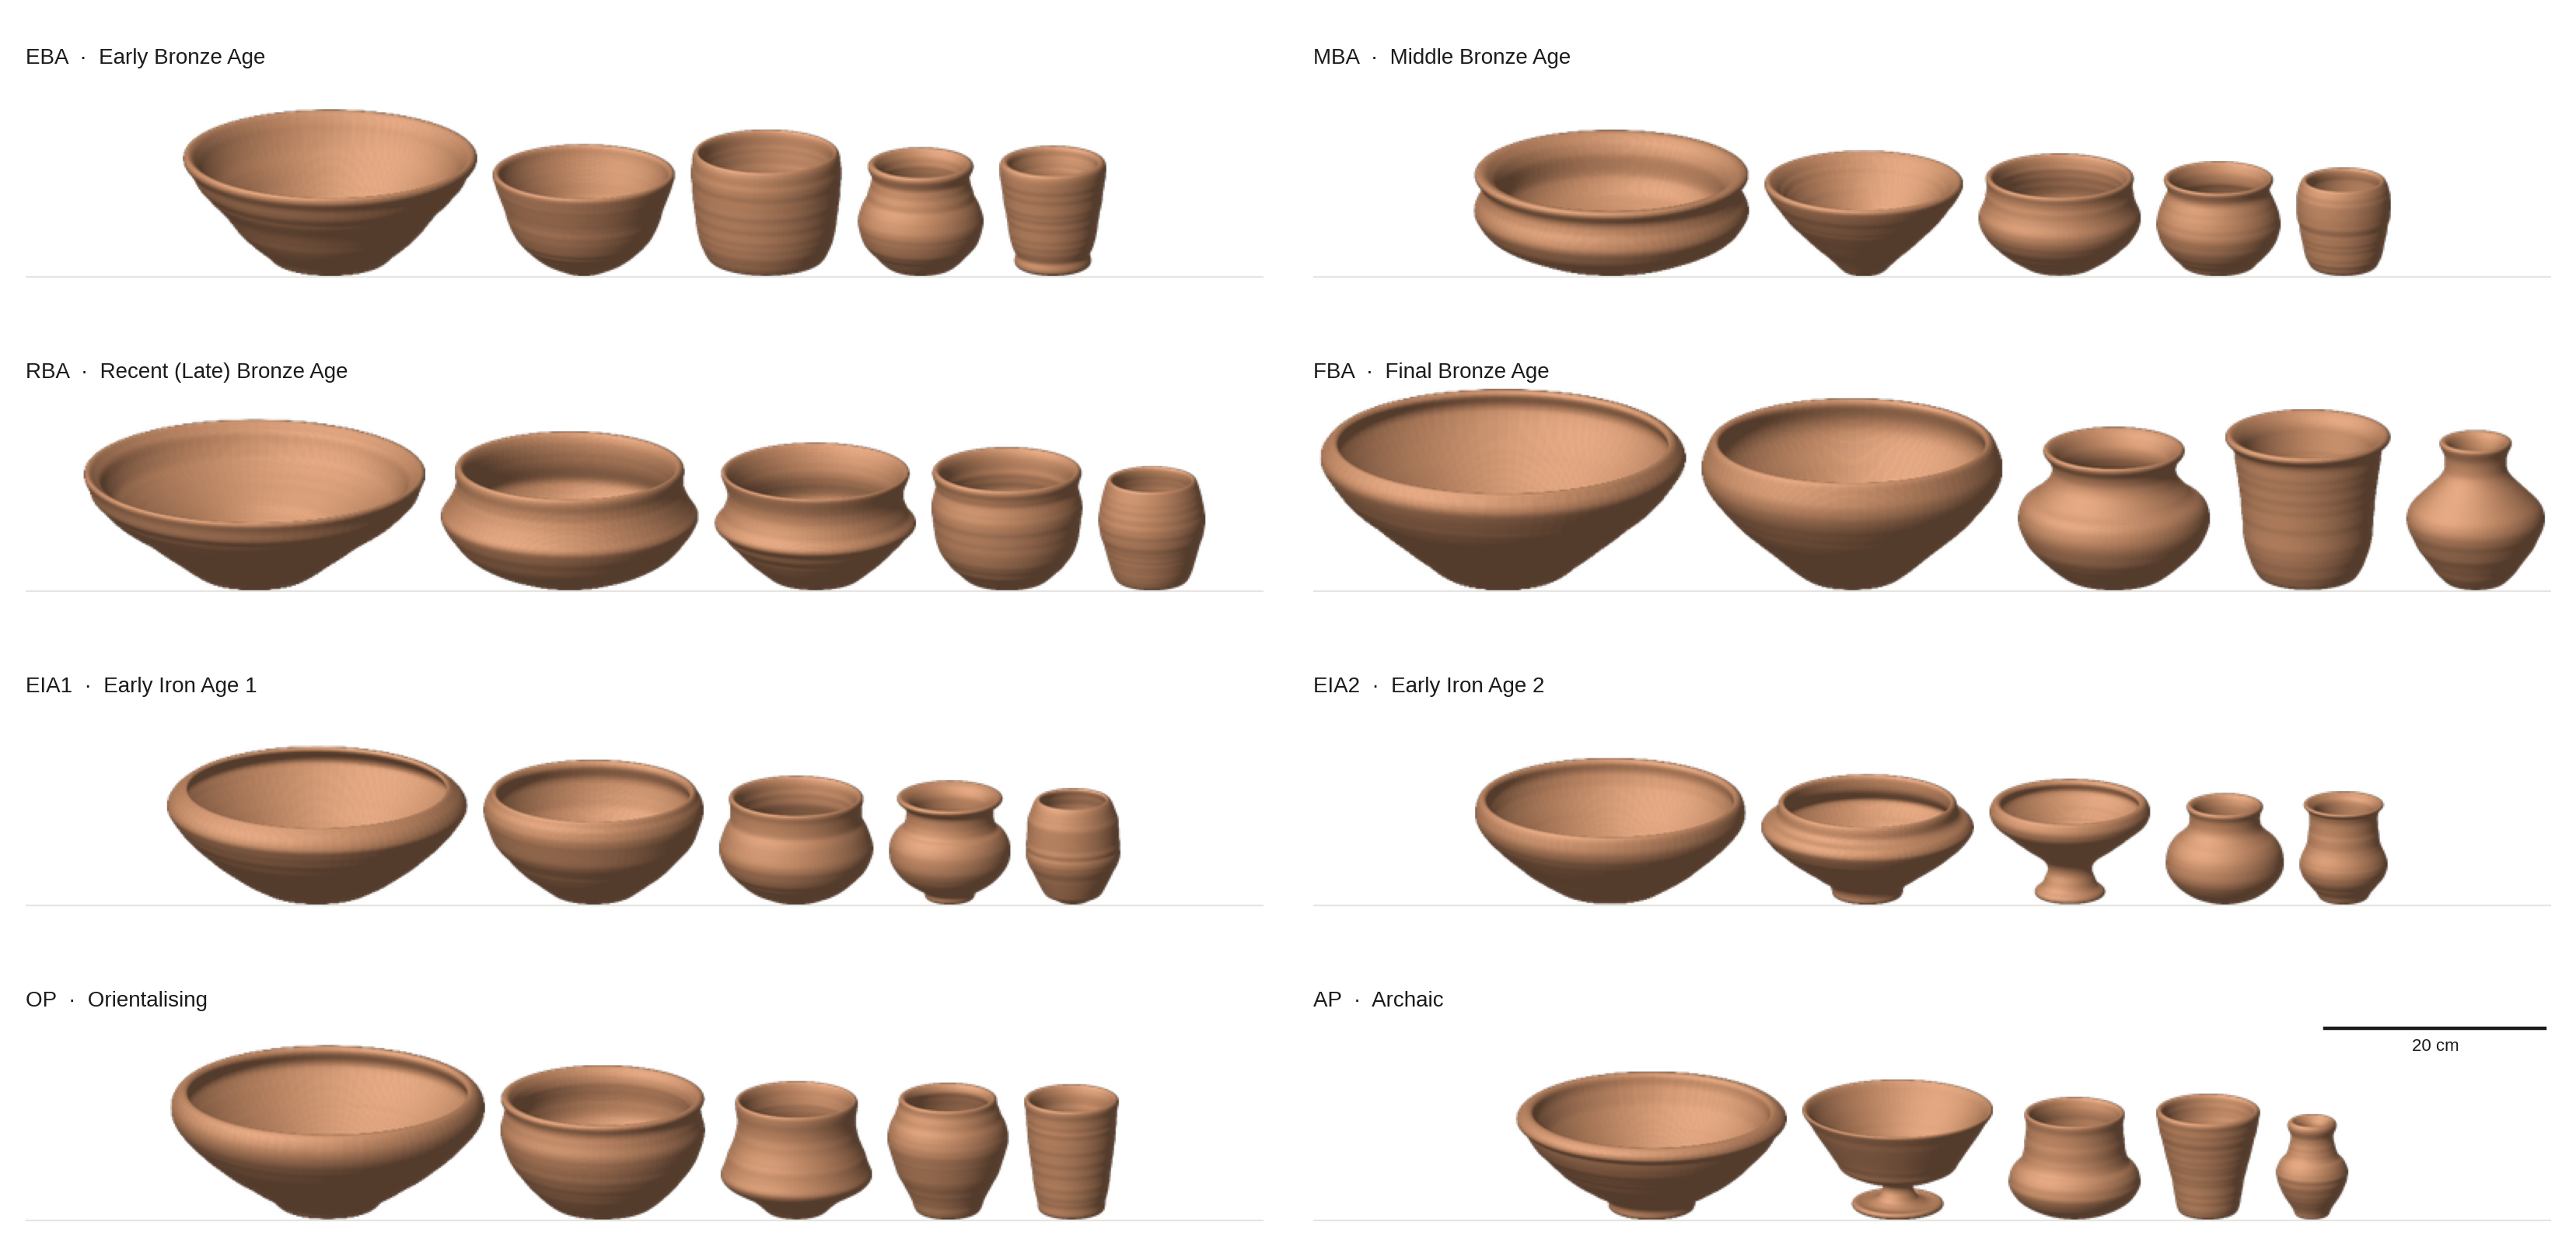 EBA · Early Bronze Age
MBA · Middle Bronze Age
RBA · Recent (Late) Bronze Age
FBA · Final Bronze Age
EIA1 · Early Iron Age 1
EIA2 · Early Iron Age 2
OP · Orientalising
AP · Archaic
20 cm